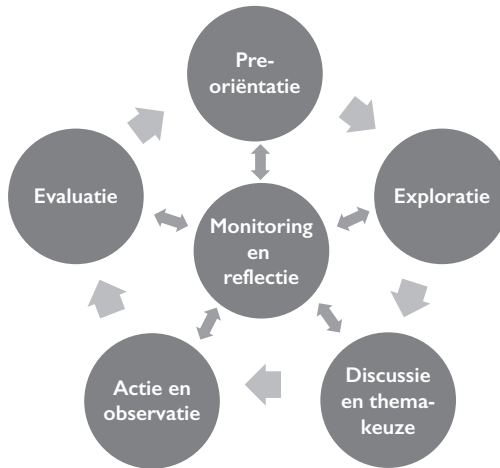 Pre-
oriëntatie
Evaluatie
Exploratie
Monitoring
en
reflectie
Actie en
observatie
Discussie
en thema-
keuze